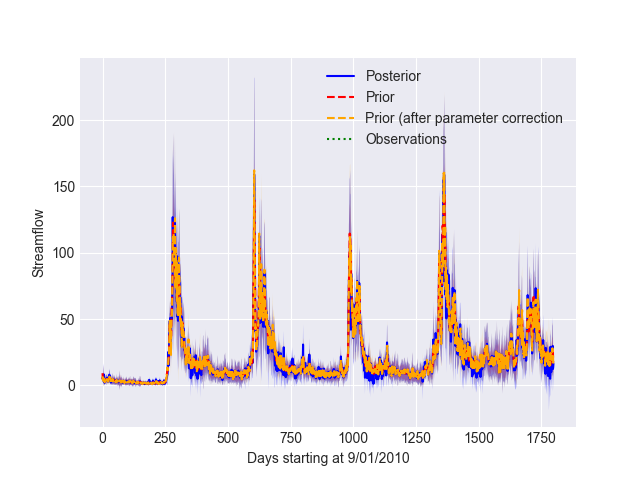 Posterior
Prior
Prior (after parameter correction
Observations
Streamflow
200
150
100
50
0
0 250 500 750 1000 1250 1500 1750
Days starting at 9/01/2010